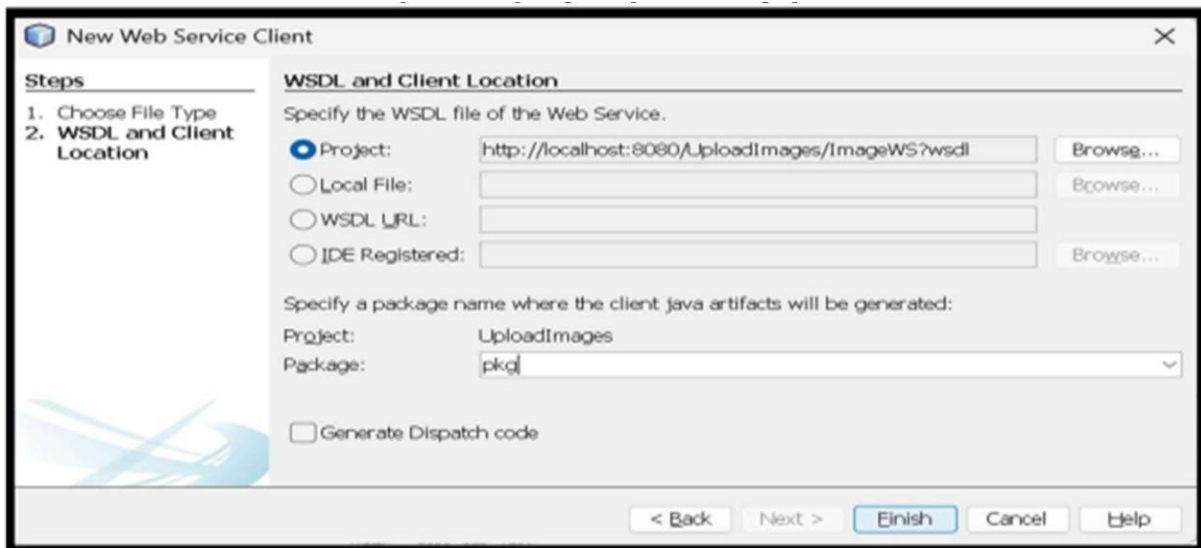 New Web Service Client
Steps
1. Choose File Type
2. WSDL and Client
Location
WSDL and Client Location
Specify the WSDL file of the Web Service.
Project: http://localhost:8080/UploadImages/ImageWS?wsdl Browse...
Local File: Browse...
WSDL URL:
IDE Registered: Browse...
Specify a package name where the client java artifacts will be generated:
Project: UploadImages
Package: pkg
Generate Dispatch code
< Back Next > Finish Cancel Help